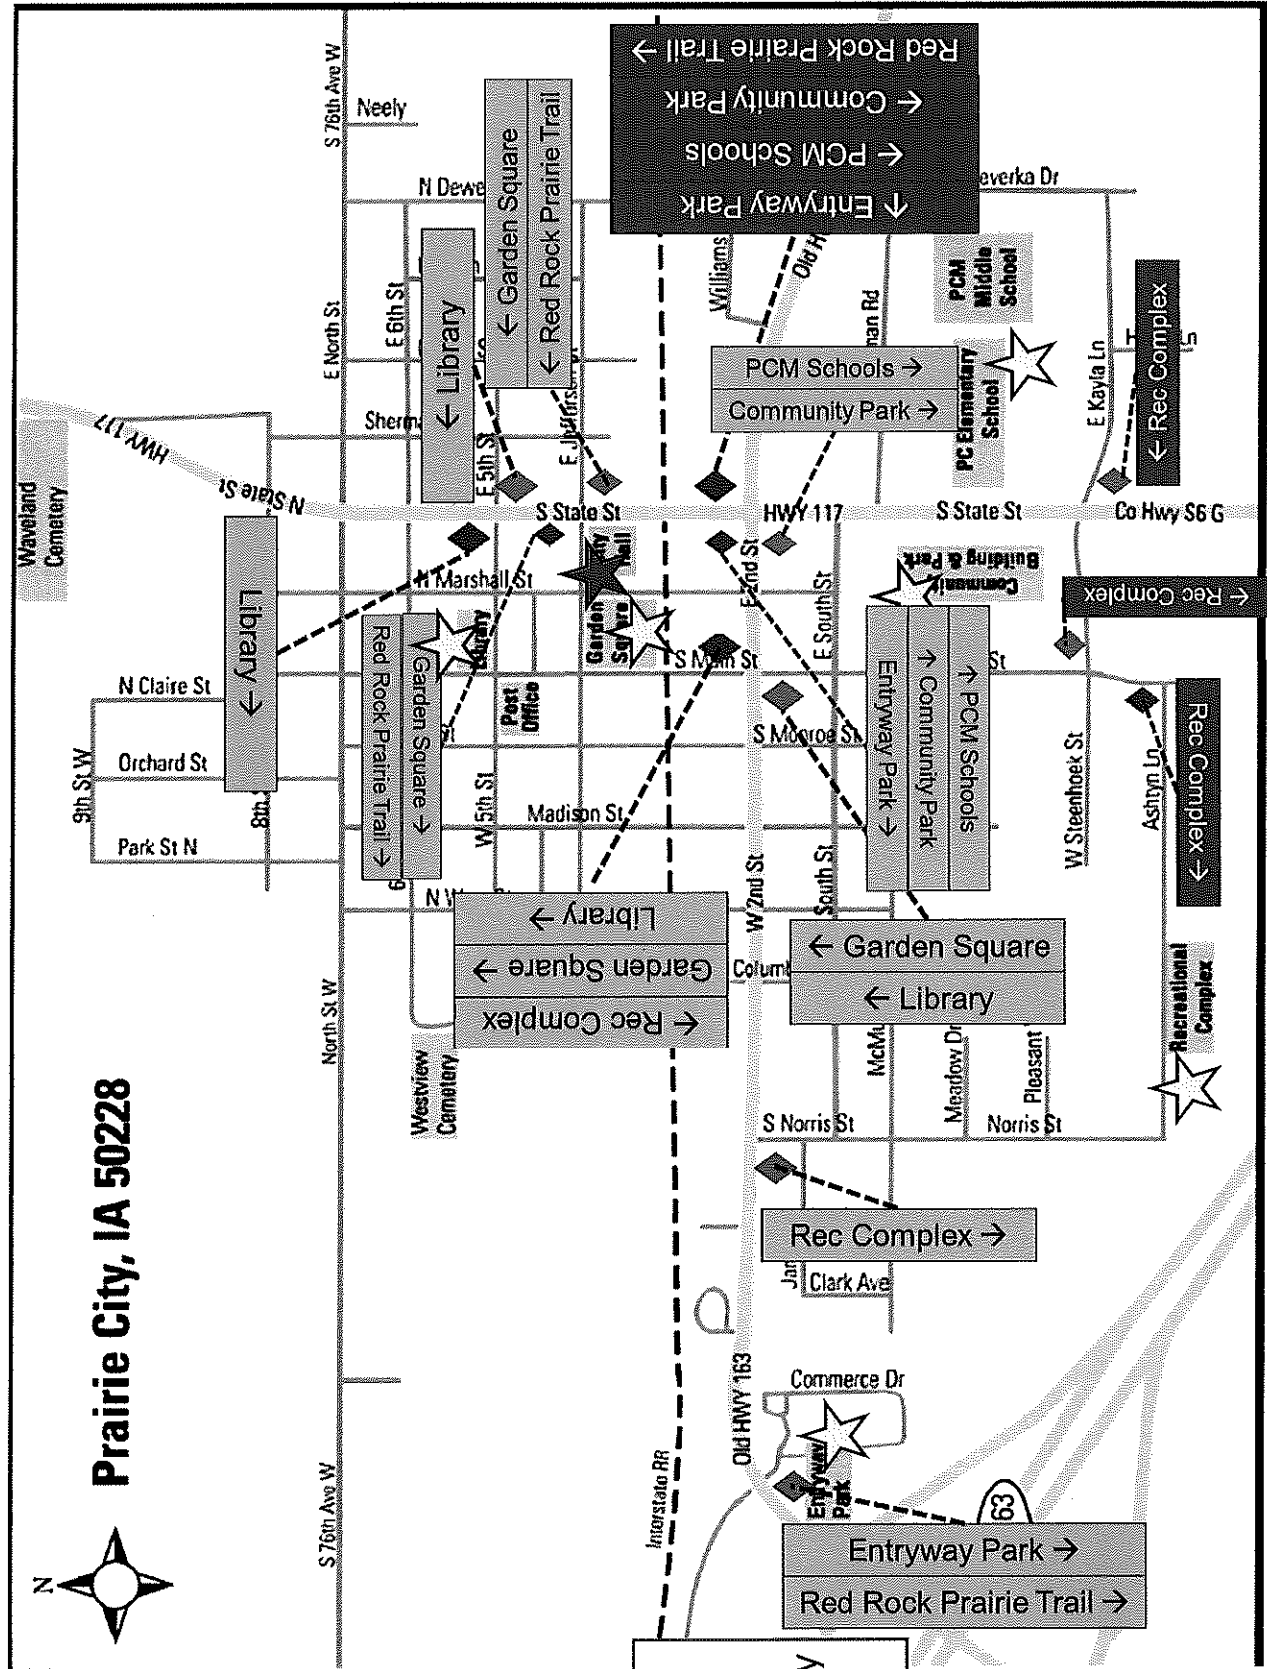 Prairie City, IA 50228
N
Red Rock Prairie Trail →
← Community Park
← PCM Schools
↑ Entryway Park
S 76th Ave W
Neely
← Garden Square
← Red Rock Prairie Trail
← Library
E North St
E 6th St
E 5th St
Williams
PCM
Middle
School
PC Elementary
School
PCM Schools →
Community Park →
E Kayla Ln
← Rec Complex
HWY 117
N State St
Waveland
Cemetery
S State St
HWY 117
S State St
Co Hwy S6 G
N Marshall St
E 2nd St
E South St
Building & Park
← Rec Complex
Library →
Red Rock Prairie Trail →
Garden Square →
Library
Garden
Square
S Main St
Post
Office
N Claire St
Orchard St
9th St W
Park St N
S Monroe St
Madison St
W 5th St
W 2nd St
South St
Entryway Park →
↑ Community Park
↑ PCM Schools
W Steenhoek St
Ashtyn Ln
Rec Complex →
Library →
Garden Square →
← Rec Complex
← Garden Square
← Library
Recreational
Complex
North St W
Westview
Cemetery
Meadow Dr
Pleasant
S Norris St
Norris St
Rec Complex →
Clark Ave
Old HWY 163
Commerce Dr
Entryway
Park
Interstate RR
S 76th Ave W
63
Entryway Park →
Red Rock Prairie Trail →